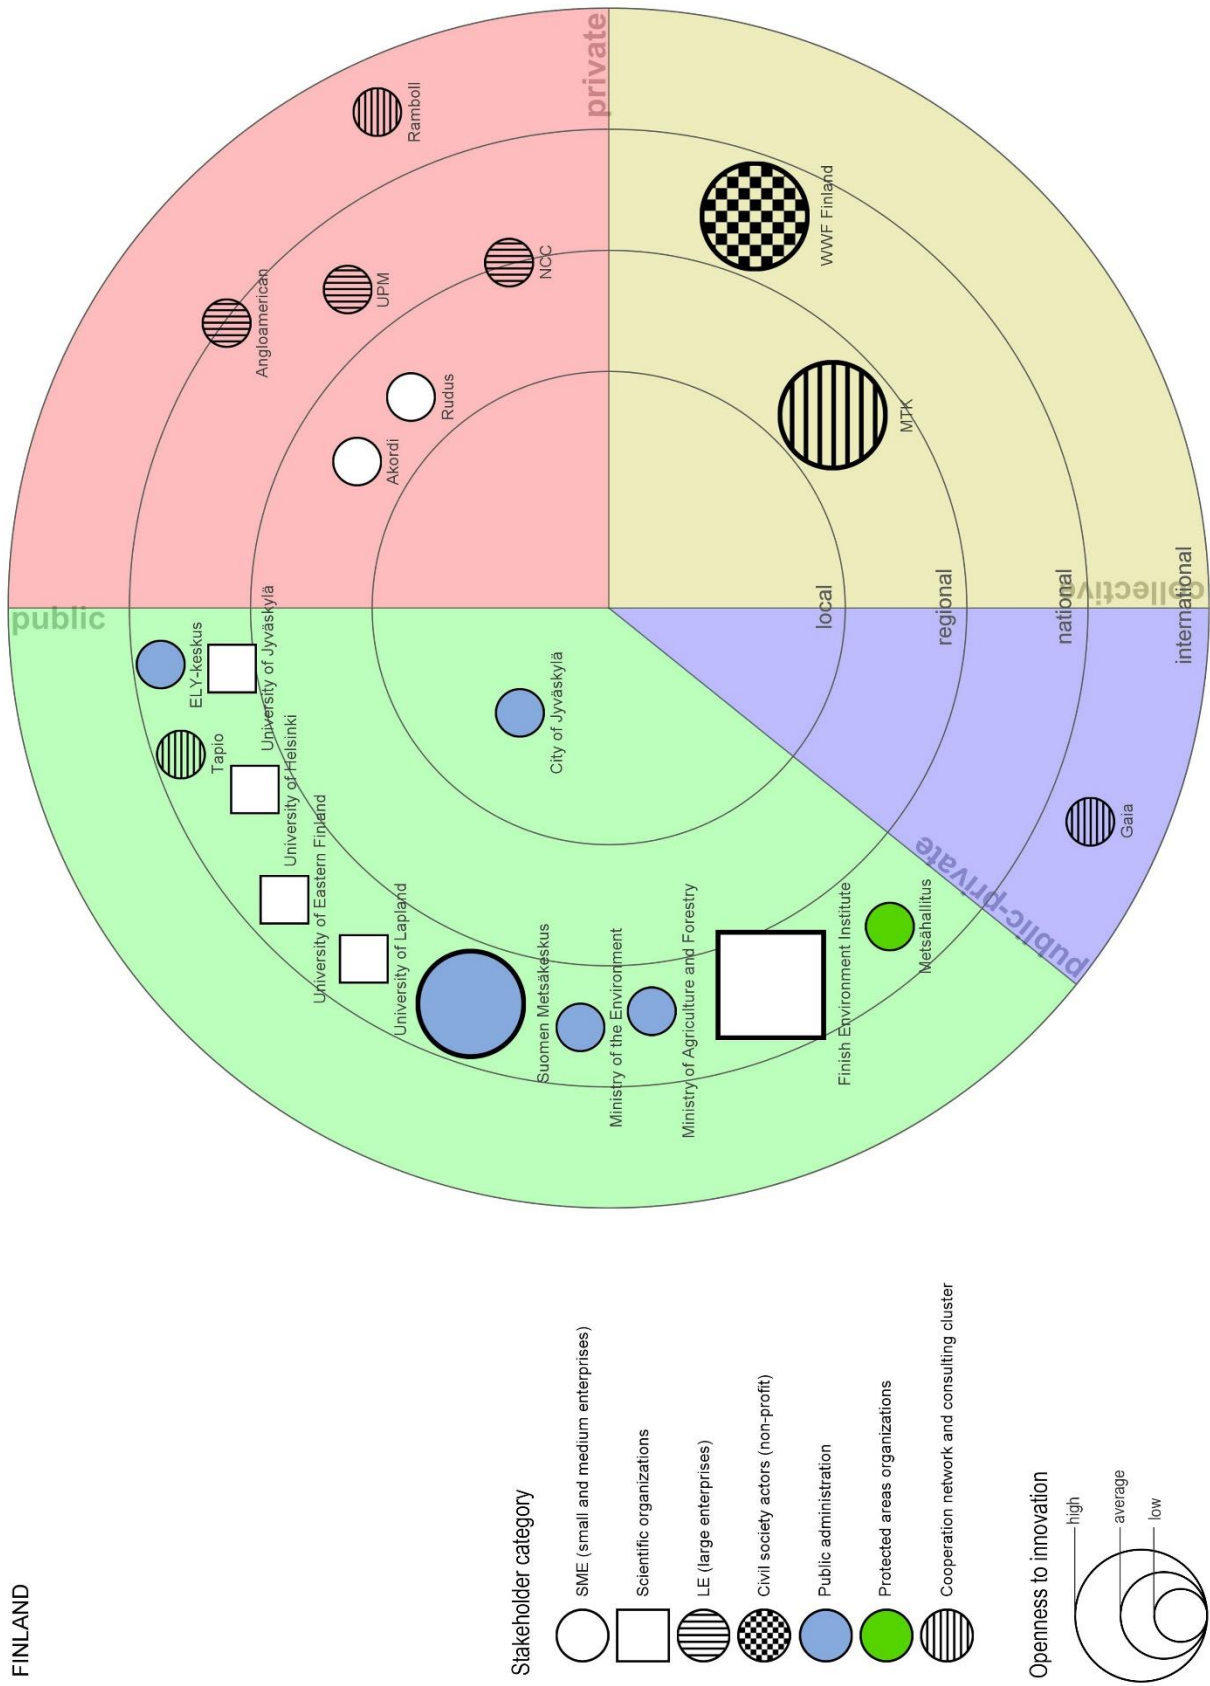 FINLAND
Stakeholder category
SME (small and medium enterprises)
Scientific organizations
LE (large enterprises)
Civil society actors (non-profit)
Public administration
Protected areas organizations
Cooperation network and consulting cluster
Openness to innovation
high
average
low
public
private
collective
public-private
local
regional
national
international
ELY-keskus
University of Jyväskylä
Tapio
University of Helsinki
University of Eastern Finland
University of Lapland
Suomen Metsäkeskus
Ministry of the Environment
Ministry of Agriculture and Forestry
Finish Environment Institute
Metsähallitus
City of Jyväskylä
Gaia
Angloamerican
Ramboll
UPM
NCC
Rudus
Akordi
WWF Finland
MTK